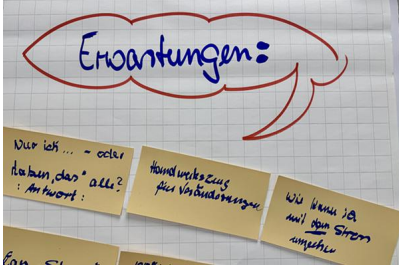 Erwartungen:
Nur ich... - oder
Haben "das" alle?
: Antwort:
Handwerkszeug
für Veränderungen
Wie kann ich
mit dem Stress
umgehen